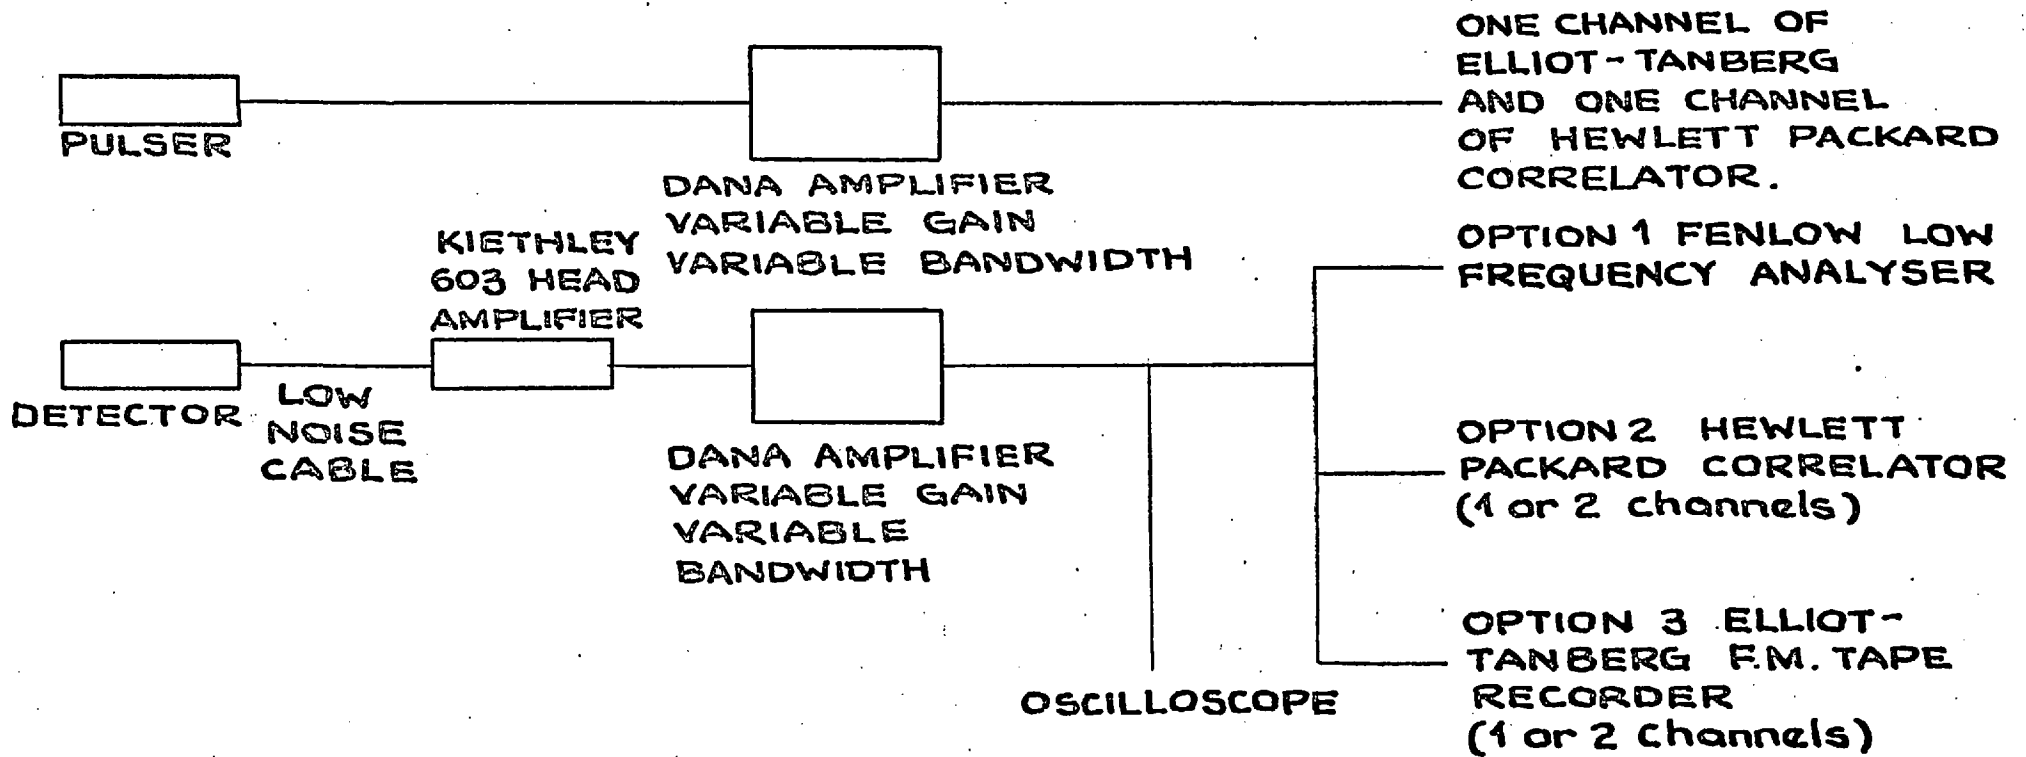 PULSER
DANA AMPLIFIER
VARIABLE GAIN
VARIABLE BANDWIDTH
ONE CHANNEL OF
ELLIOT-TANBERG
AND ONE CHANNEL
OF HEWLETT PACKARD
CORRELATOR.
DETECTOR
LOW
NOISE
CABLE
KIETHLEY
603 HEAD
AMPLIFIER
DANA AMPLIFIER
VARIABLE GAIN
VARIABLE
BANDWIDTH
OSCILLOSCOPE
OPTION 1 FENLOW LOW
FREQUENCY ANALYSER
OPTION 2 HEWLETT
PACKARD CORRELATOR
(1 or 2 channels)
OPTION 3 ELLIOT-
TANBERG F.M. TAPE
RECORDER
(1 or 2 channels)